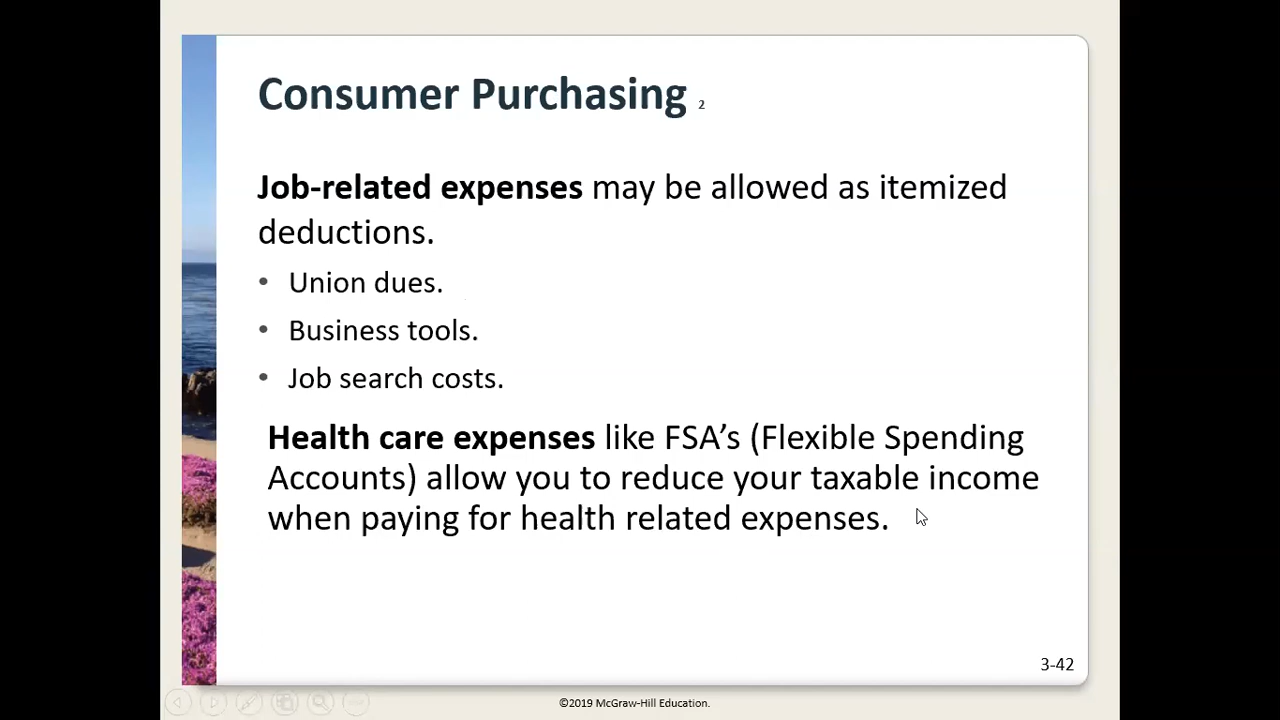 Consumer Purchasing 2
Job-related expenses may be allowed as itemized
deductions.
• Union dues.
• Business tools.
• Job search costs.
Health care expenses like FSA’s (Flexible Spending
Accounts) allow you to reduce your taxable income
when paying for health related expenses.
3-42
©2019 McGraw-Hill Education.